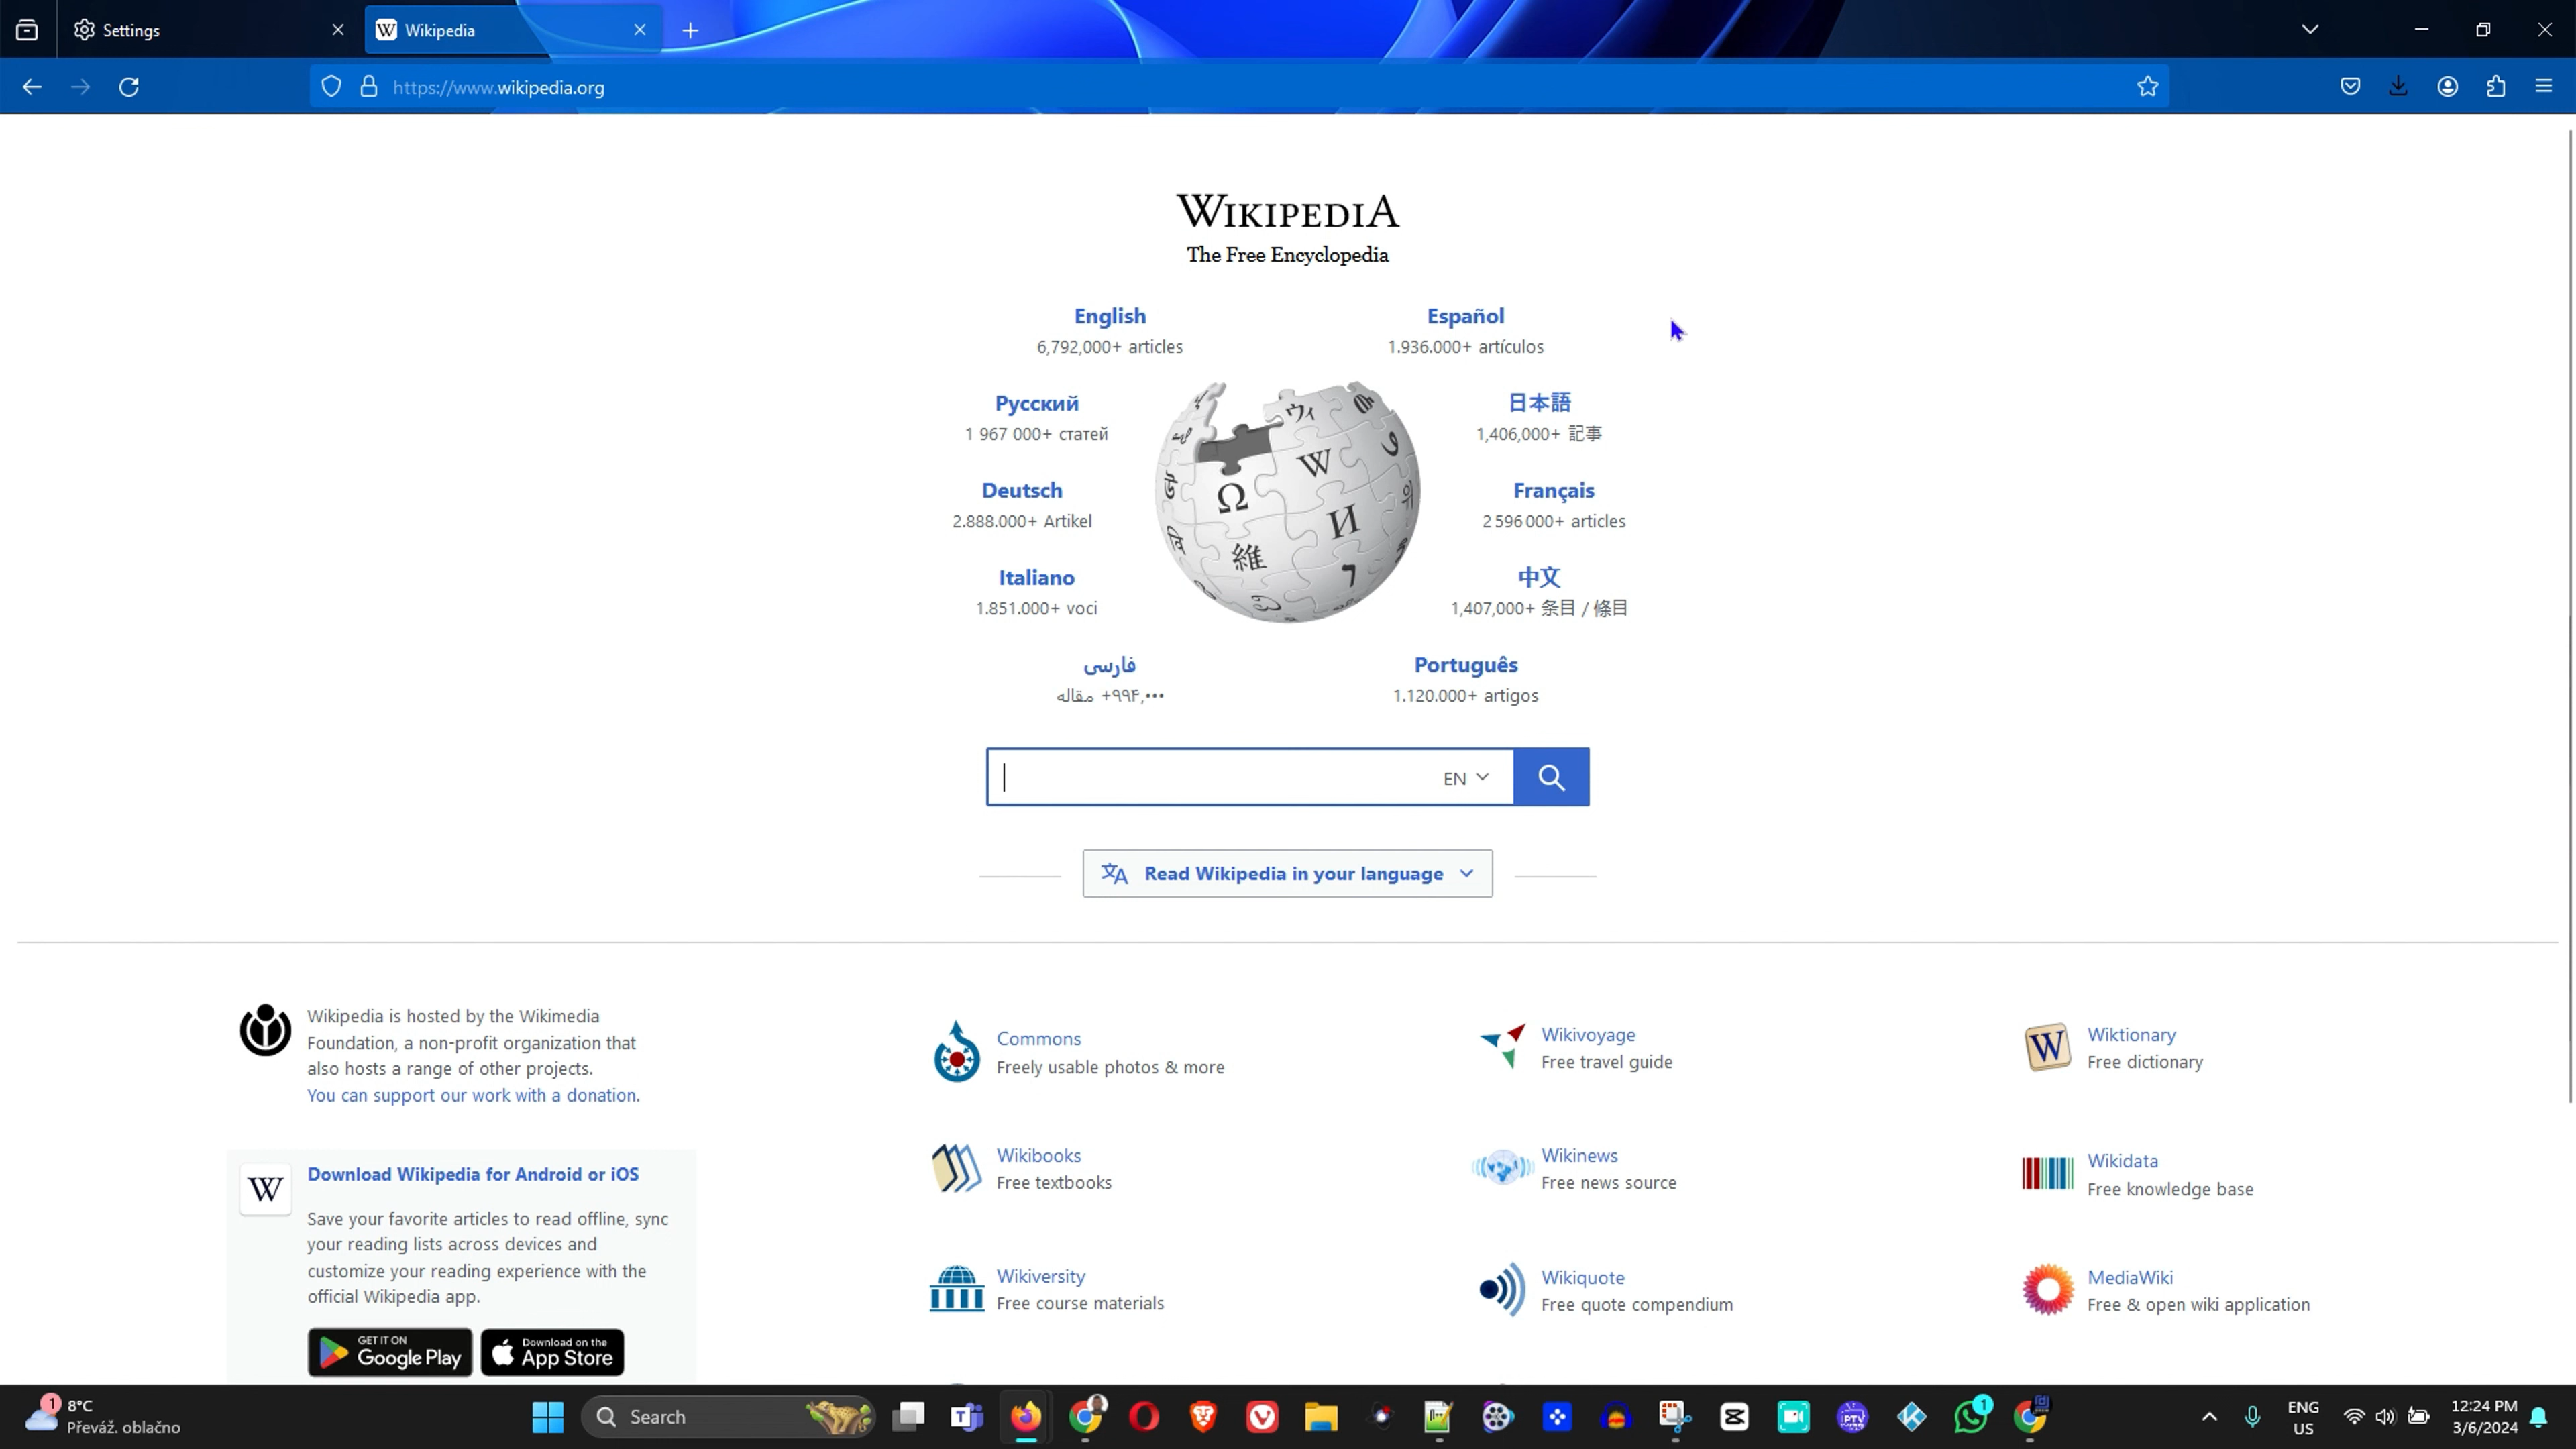 Settings
Wikipedia
https://www.wikipedia.org
WIKIPEDIA
The Free Encyclopedia
English
6,792,000+ articles
Español
1.936.000+ artículos
Русский
1 967 000+ статей
日本語
1,406,000+ 記事
Deutsch
2.888.000+ Artikel
Français
2 596 000+ articles
Italiano
1.851.000+ voci
中文
1,407,000+ 条目 / 條目
فارسی
۹۹۴٬۰۰۰+ مقاله
Português
1.120.000+ artigos
Ω W И 維 ウィ
EN
Read Wikipedia in your language
Wikipedia is hosted by the Wikimedia
Foundation, a non-profit organization that
also hosts a range of other projects.
You can support our work with a donation.
W
Download Wikipedia for Android or iOS
Save your favorite articles to read offline, sync
your reading lists across devices and
customize your reading experience with the
official Wikipedia app.
GET IT ON
Google Play
Download on the
App Store
Commons
Freely usable photos & more
Wikivoyage
Free travel guide
W
Wiktionary
Free dictionary
Wikibooks
Free textbooks
Wikinews
Free news source
Wikidata
Free knowledge base
Wikiversity
Free course materials
Wikiquote
Free quote compendium
MediaWiki
Free & open wiki application
1
8°C
Převáž. oblačno
Search
IPTV
1
ENG
US
12:24 PM
3/6/2024